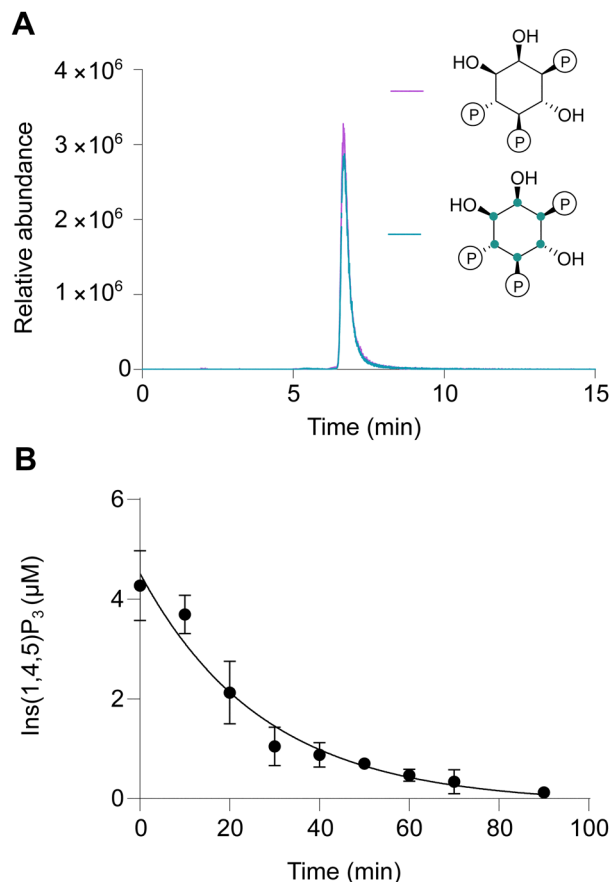 A
OH
HO
P
P
OH
P
4 ×10⁶
3 ×10⁶
2 ×10⁶
1 ×10⁶
0
Relative abundance
OH
HO
P
P
OH
P
0 5 10 15
Time (min)
B
6
4
2
0
Ins(1,4,5)P₃ (μM)
0 20 40 60 80 100
Time (min)